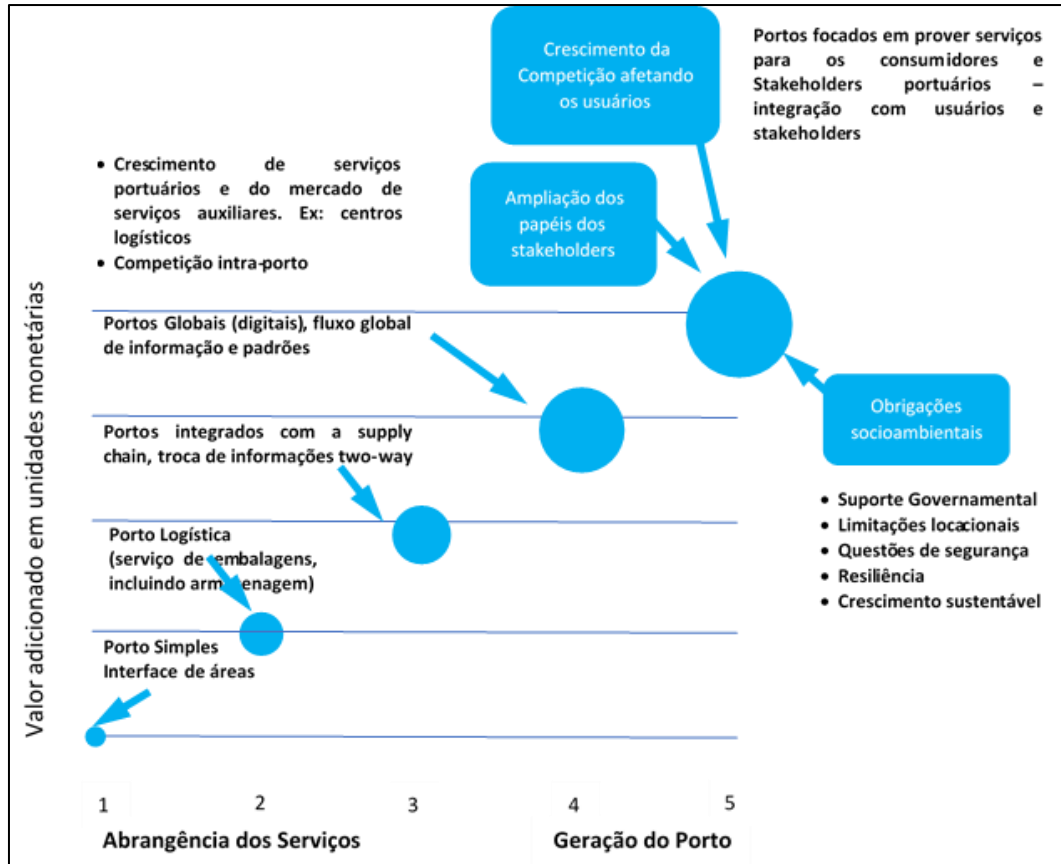 Crescimento da
Competição afetando
os usuários
Portos focados em prover serviços
para os consumidores e
Stakeholders portuários –
integração com usuários e
stakeholders
• Crescimento de serviços
portuários e do mercado de
serviços auxiliares. Ex: centros
logísticos
• Competição intra-porto
Ampliação dos
papéis dos
stakeholders
Valor adicionado em unidades monetárias
Portos Globais (digitais), fluxo global
de informação e padrões
Obrigações
socioambientais
Portos integrados com a supply
chain, troca de informações two-way
• Suporte Governamental
• Limitações locacionais
• Questões de segurança
• Resiliência
• Crescimento sustentável
Porto Logística
(serviço de embalagens,
incluindo armazenagem)
Porto Simples
Interface de áreas
1 2 3 4 5
Abrangência dos Serviços Geração do Porto